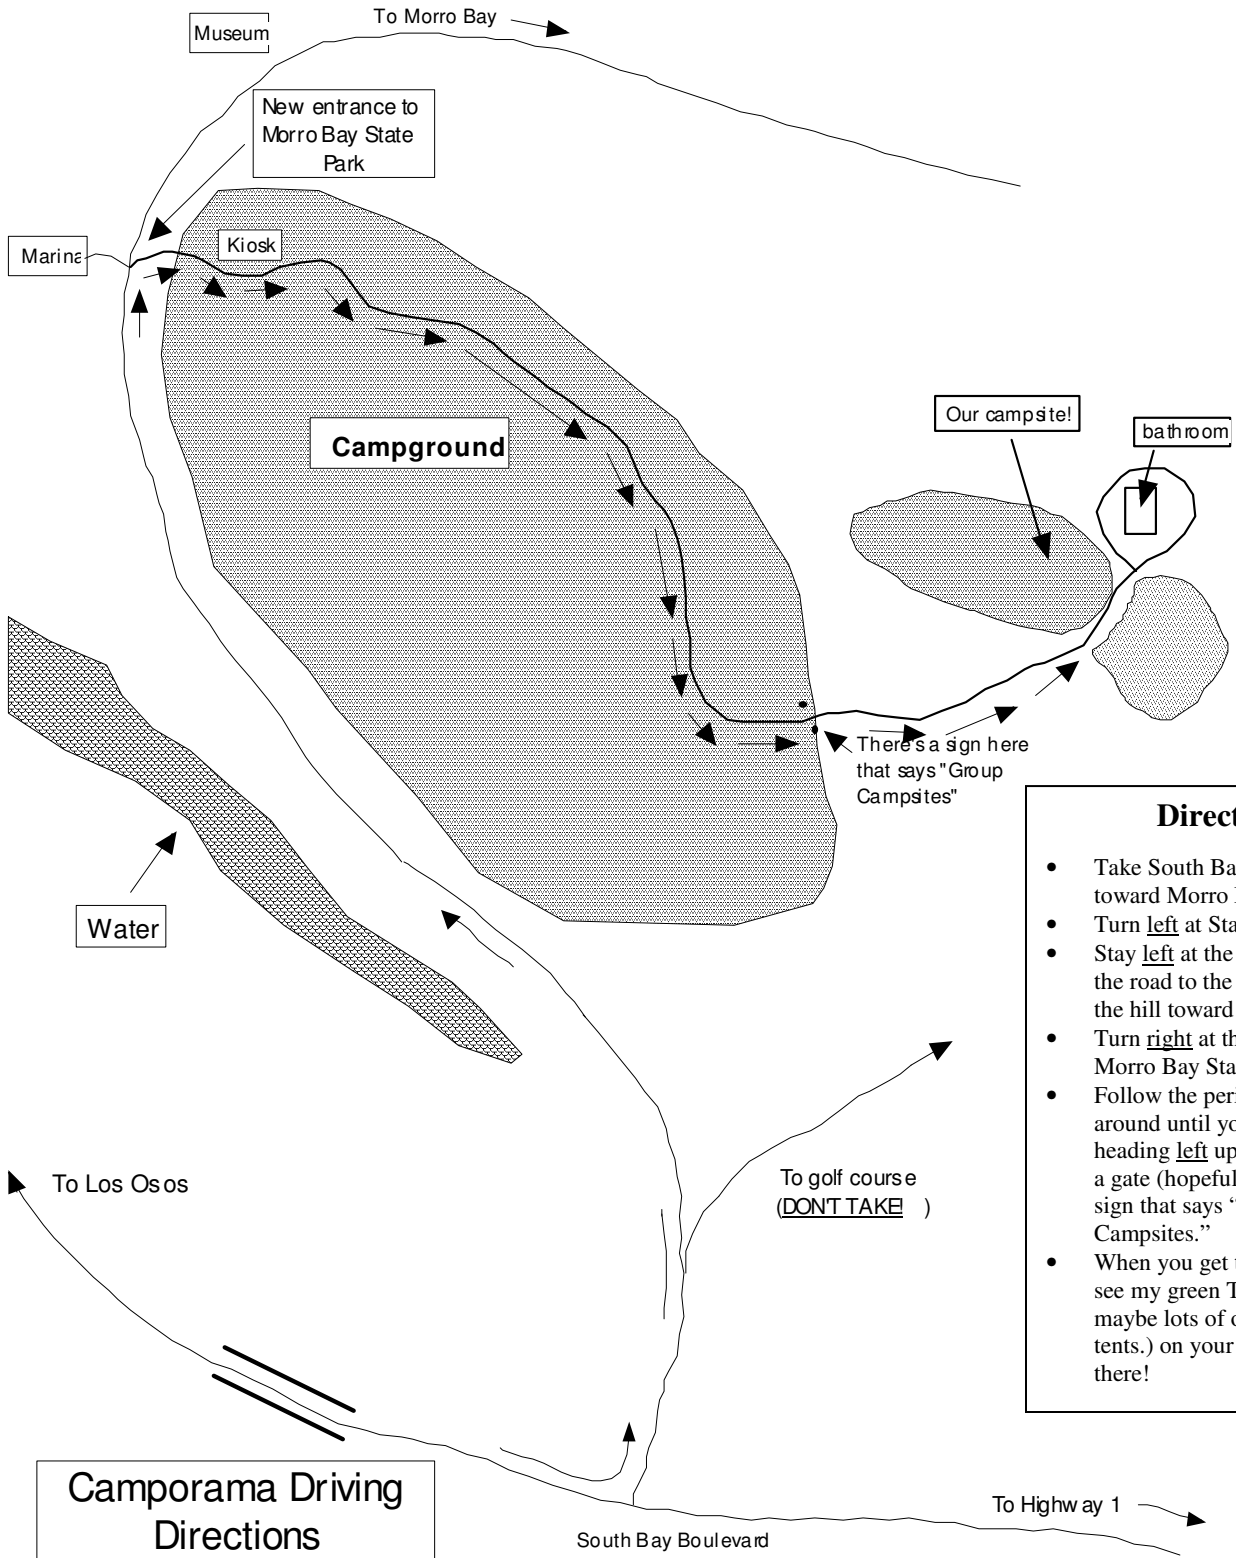 To Morro Bay
Museum
New entrance to
Morro Bay State
Park
Marina
Kiosk
Campground
Our campsite!
bathroom
There's a sign here
that says "Group
Campsites"
Water
To Los Osos
To golf course
(DON'T TAKE! )
Direct
• Take South Ba
toward Morro
• Turn left at Sta
• Stay left at the
the road to the
the hill toward
• Turn right at th
Morro Bay Sta
• Follow the peri
around until yo
heading left up
a gate (hopeful
sign that says “
Campsites.”
• When you get
see my green T
maybe lots of
tents.) on your
there!
Camporama Driving
Directions
South Bay Boulevard
To Highway 1